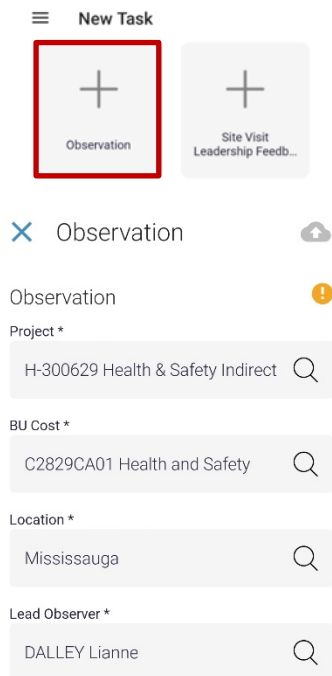 New Task
Observation
Site Visit
Leadership Feedb...
Observation
Observation
Project *
H-300629 Health & Safety Indirect
BU Cost *
C2829CA01 Health and Safety
Location *
Mississauga
Lead Observer *
DALLEY Lianne